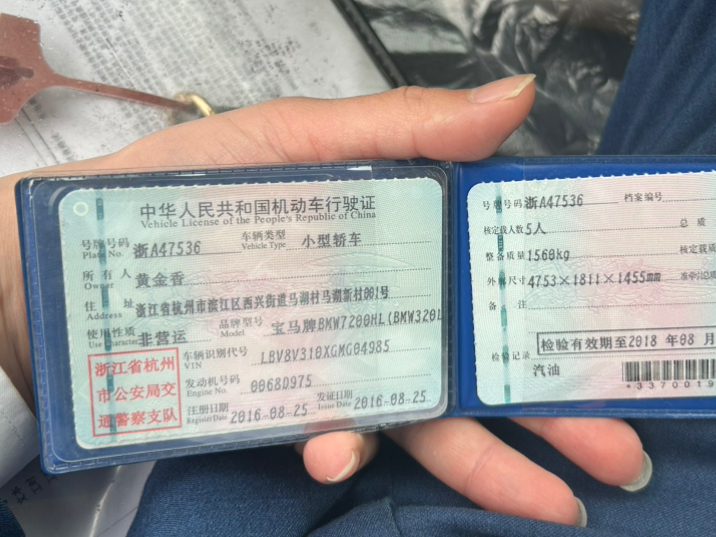 中华人民共和国机动车行驶证
Vehicle License of the People's Republic of China
号牌号码 浙A47536 车辆类型 小型轿车
Plate No. Vehicle Type
所有人 黄金香
Owner
住址 浙江省杭州市滨江区西兴街道马湖村马湖新村001号
Address
使用性质 非营运 品牌型号 宝马牌BMW7200HL(BMW320L
Use Character Model
浙江省杭州
市公安局交
通警察支队
车辆识别代号 LBV8V310XGMG04985
VIN
发动机号码 0068D975
Engine No.
注册日期 2016-08-25 发证日期 2016-08-25
Register Date Issue Date
号牌号码 浙A47536 档案编号
核定载人数 5人 总质
整备质量 1560kg 核定载质
外廓尺寸 4753×1811×1455mm 准牵引总质
备注
检验有效期至2018年08月
检验记录
汽油
*3370019